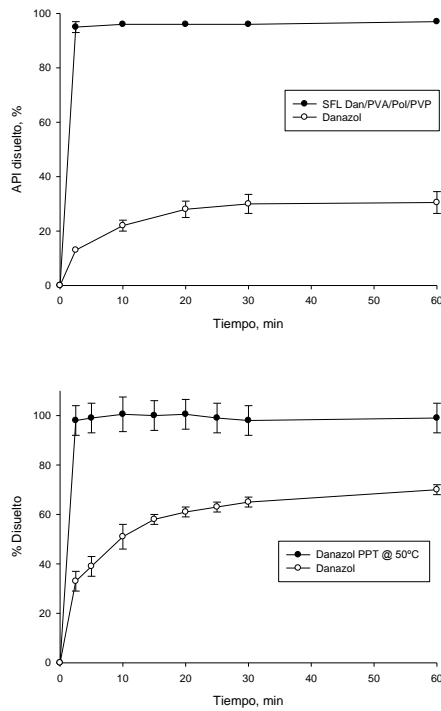 100
80
60
40
20
0
API disuelto, %
SFL Dan/PVA/Pol/PVP
Danazol
0 10 20 30 40 50 60
Tiempo, min
100
80
60
40
20
0
% Disuelto
Danazol PPT @ 50ºC
Danazol
0 10 20 30 40 50 60
Tiempo, min